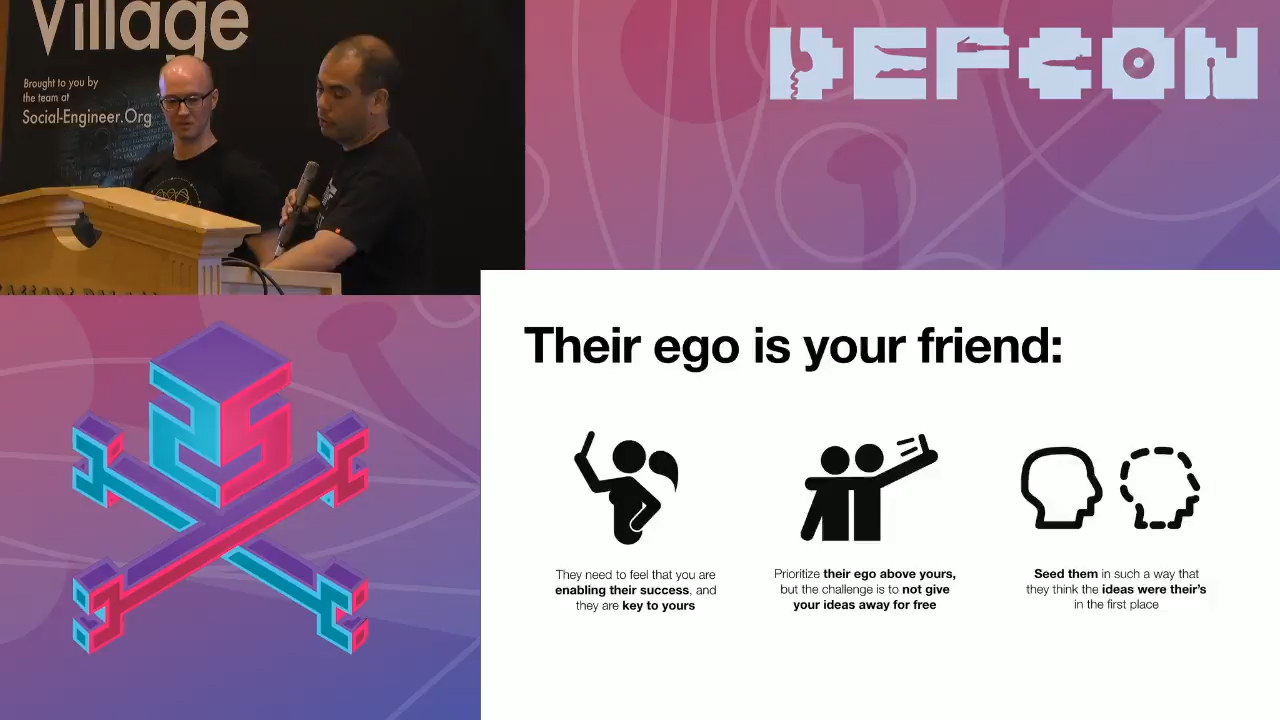 Village
Brought to you by
the team at
Social-Engineer.Org
DEFCON
25
Their ego is your friend:
They need to feel that you are
enabling their success, and
they are key to yours
Prioritize their ego above yours,
but the challenge is to not give
your ideas away for free
Seed them in such a way that
they think the ideas were their's
in the first place